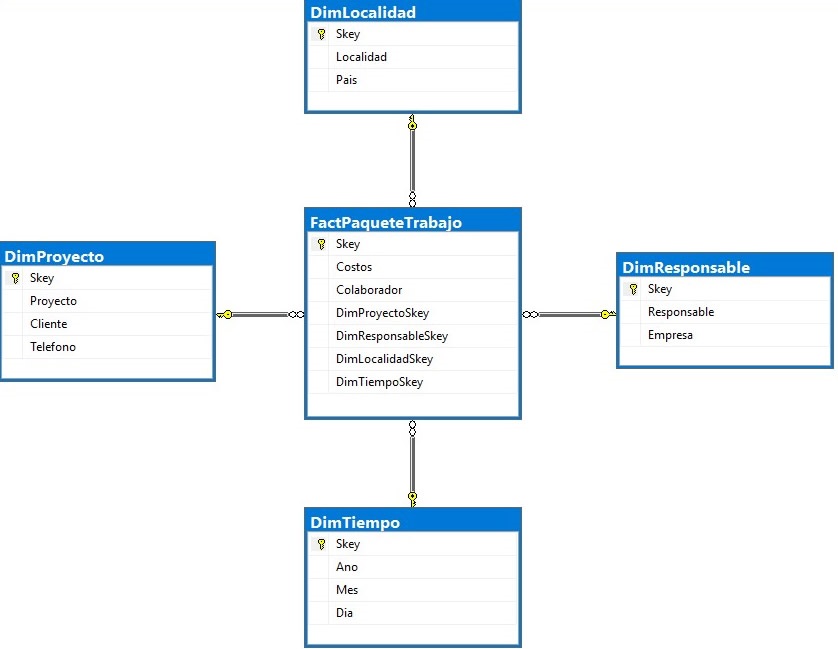 DimLocalidad
Skey
Localidad
Pais
FactPaqueteTrabajo
Skey
Costos
Colaborador
DimProyectoSkey
DimResponsableSkey
DimLocalidadSkey
DimTiempoSkey
DimProyecto
Skey
Proyecto
Cliente
Telefono
DimResponsable
Skey
Responsable
Empresa
DimTiempo
Skey
Ano
Mes
Dia